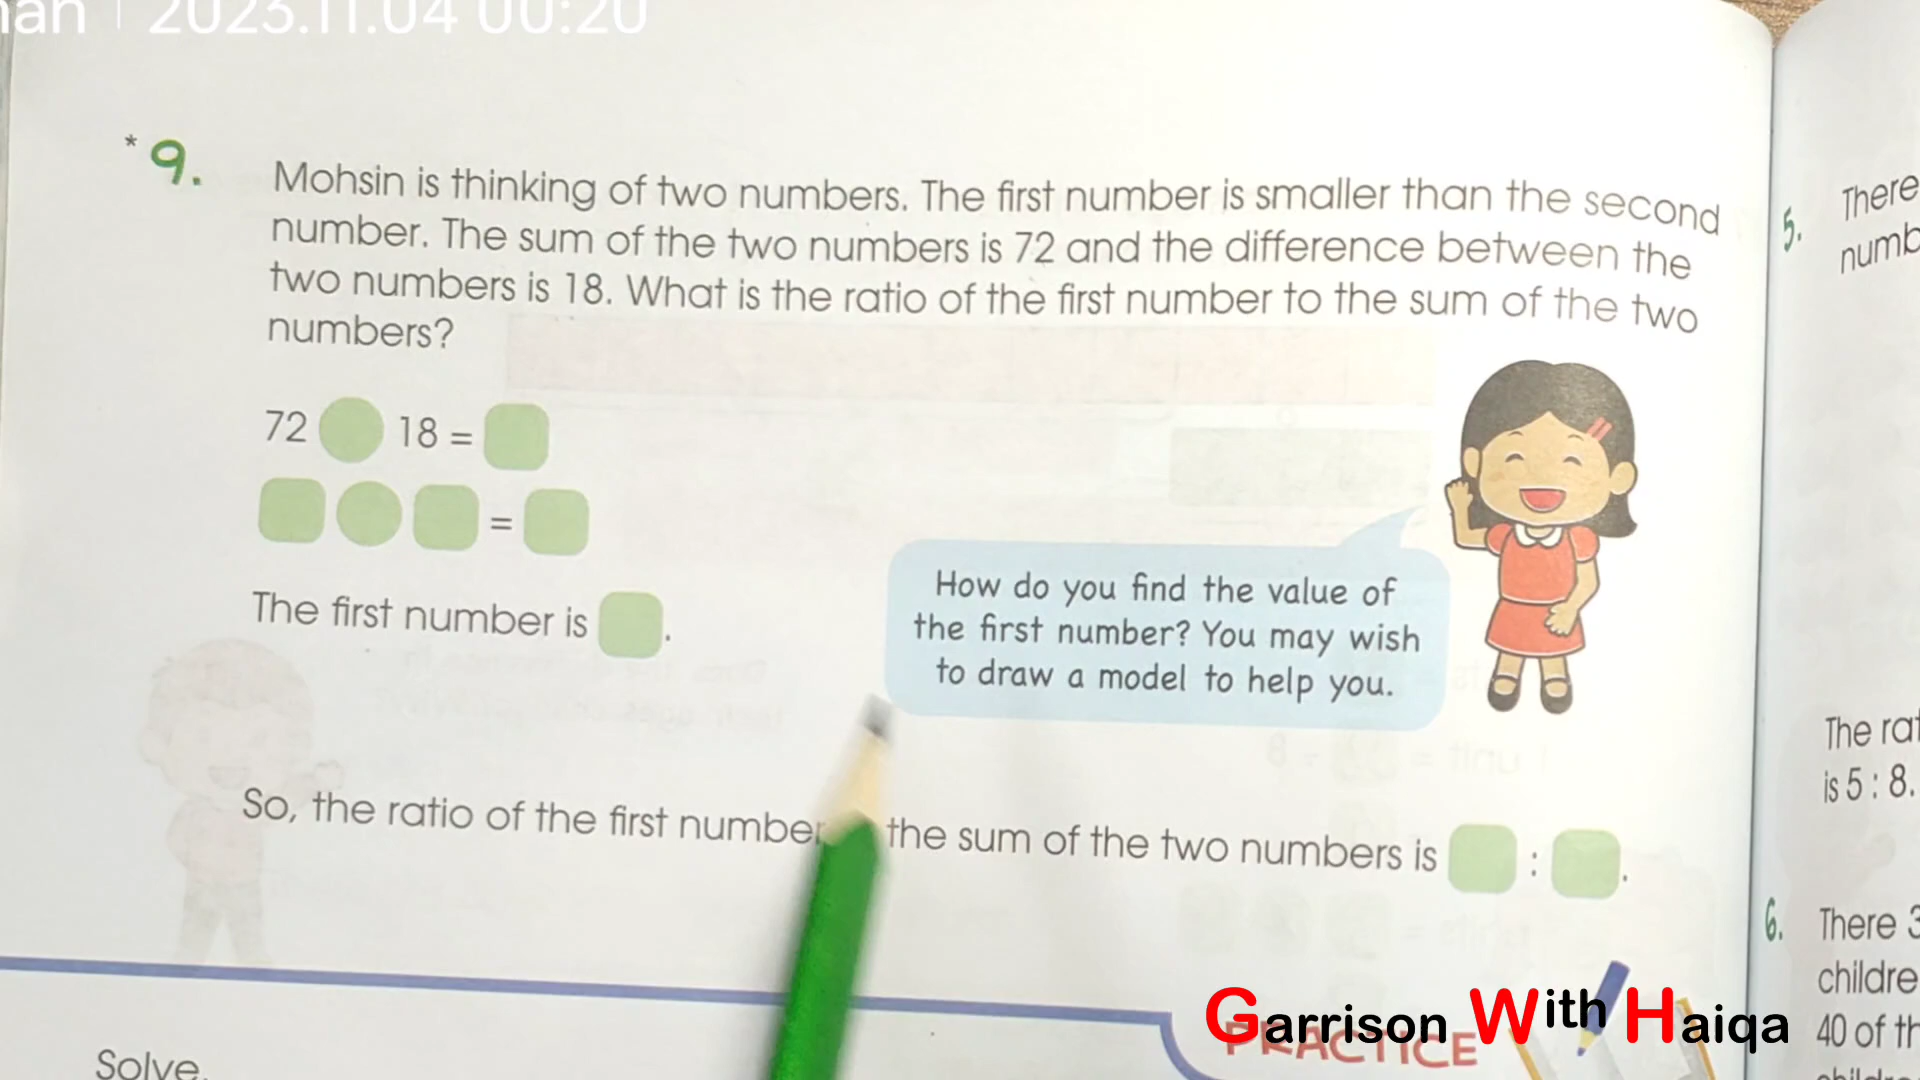 2023.11.04 00:20
* 9.
Mohsin is thinking of two numbers. The first number is smaller than the second
number. The sum of the two numbers is 72 and the difference between the
two numbers is 18. What is the ratio of the first number to the sum of the two
numbers?
72 18 =
=
The first number is .
How do you find the value of
the first number? You may wish
to draw a model to help you.
So, the ratio of the first number the sum of the two numbers is : .
Solve.
PRACTICE
Garrison With Haiqa
5. There
numb
The rat
is 5 : 8.
6. There 3
childre
40 of th